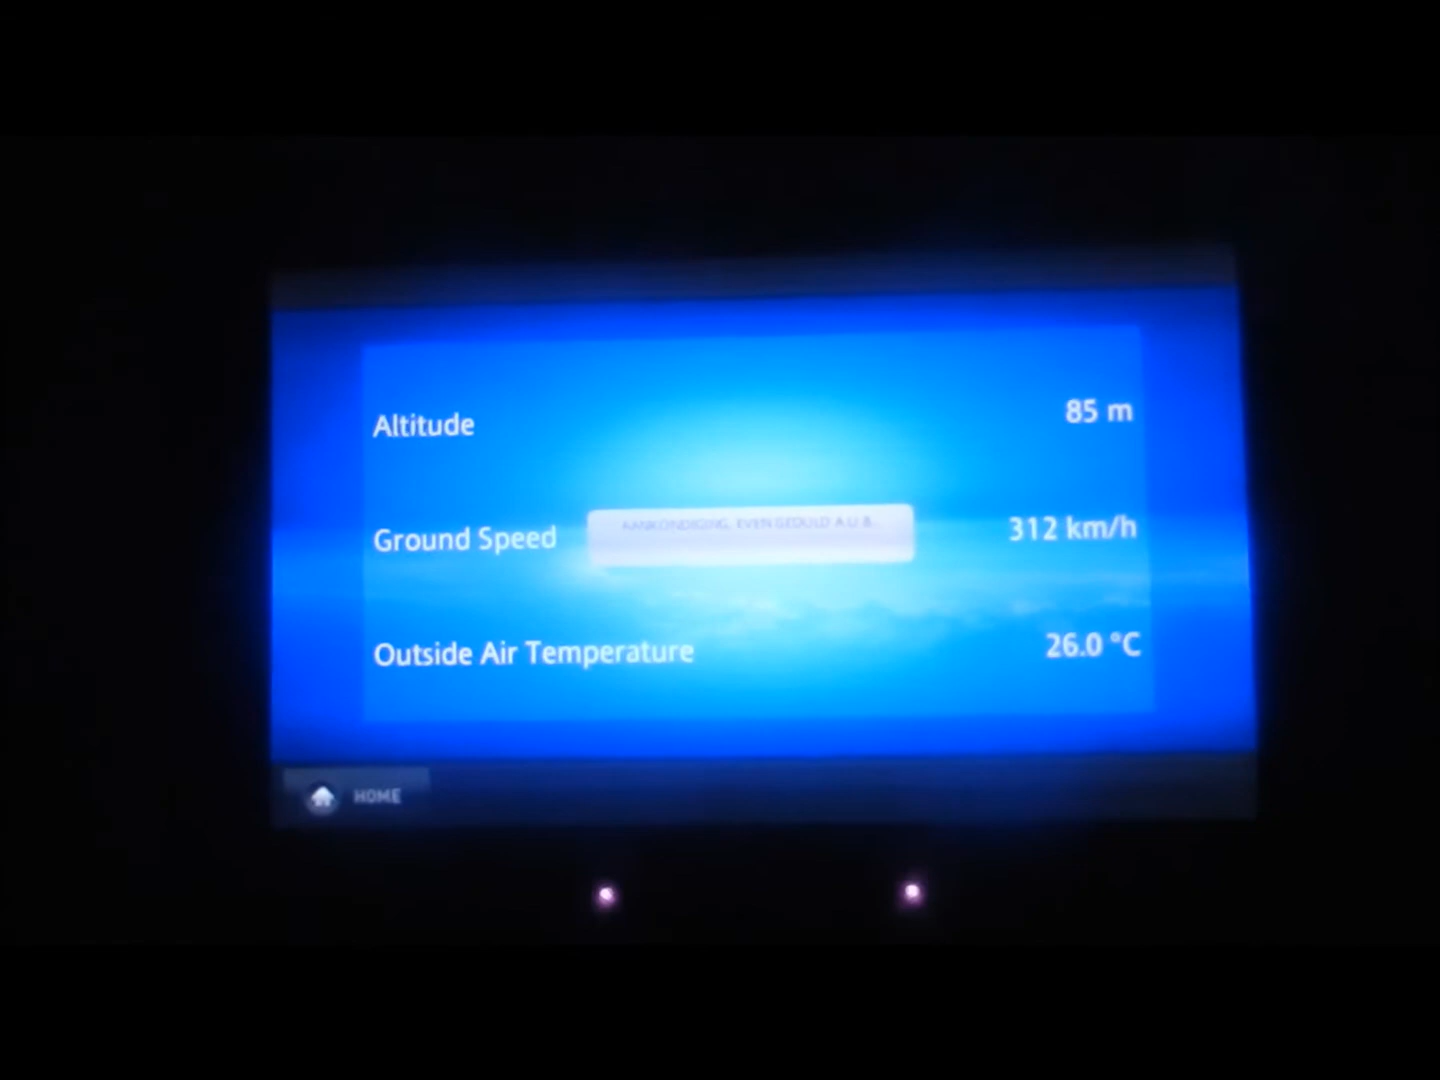 Altitude 85 m
Ground Speed 312 km/h
AANKONDIGING, EVEN GEDULD A.U.B.
Outside Air Temperature 26.0 °C
HOME